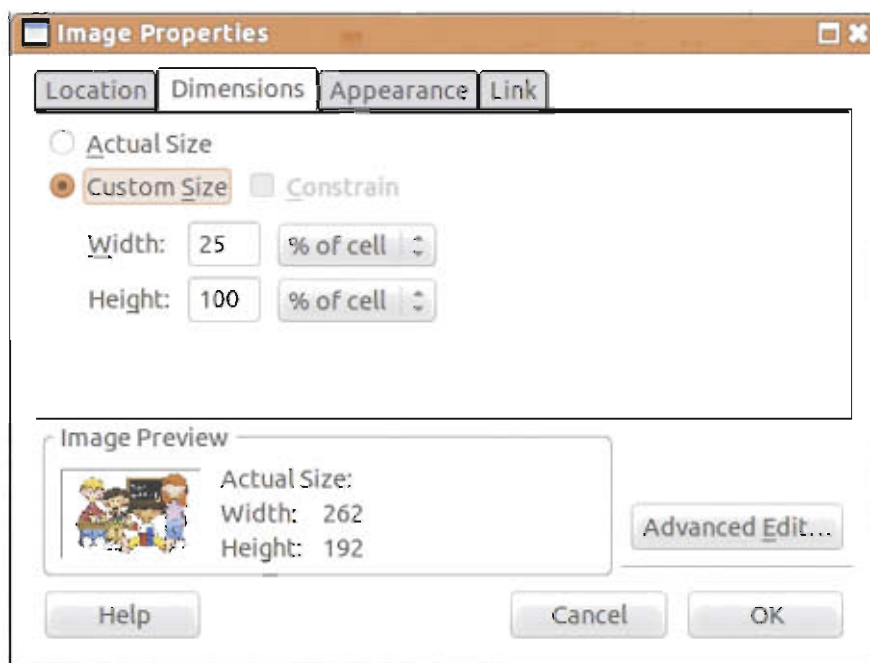 Image Properties
Location Dimensions Appearance Link
Actual Size
Custom Size Constrain
Width: 25 % of cell
Height: 100 % of cell
Image Preview
Actual Size:
Width: 262
Height: 192
Advanced Edit...
Help Cancel OK